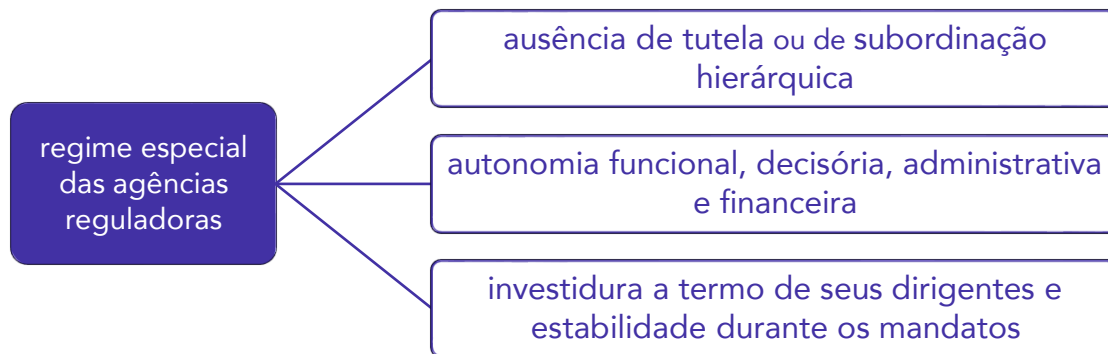 regime especial
das agências
reguladoras
ausência de tutela ou de subordinação
hierárquica
autonomia funcional, decisória, administrativa
e financeira
investidura a termo de seus dirigentes e
estabilidade durante os mandatos